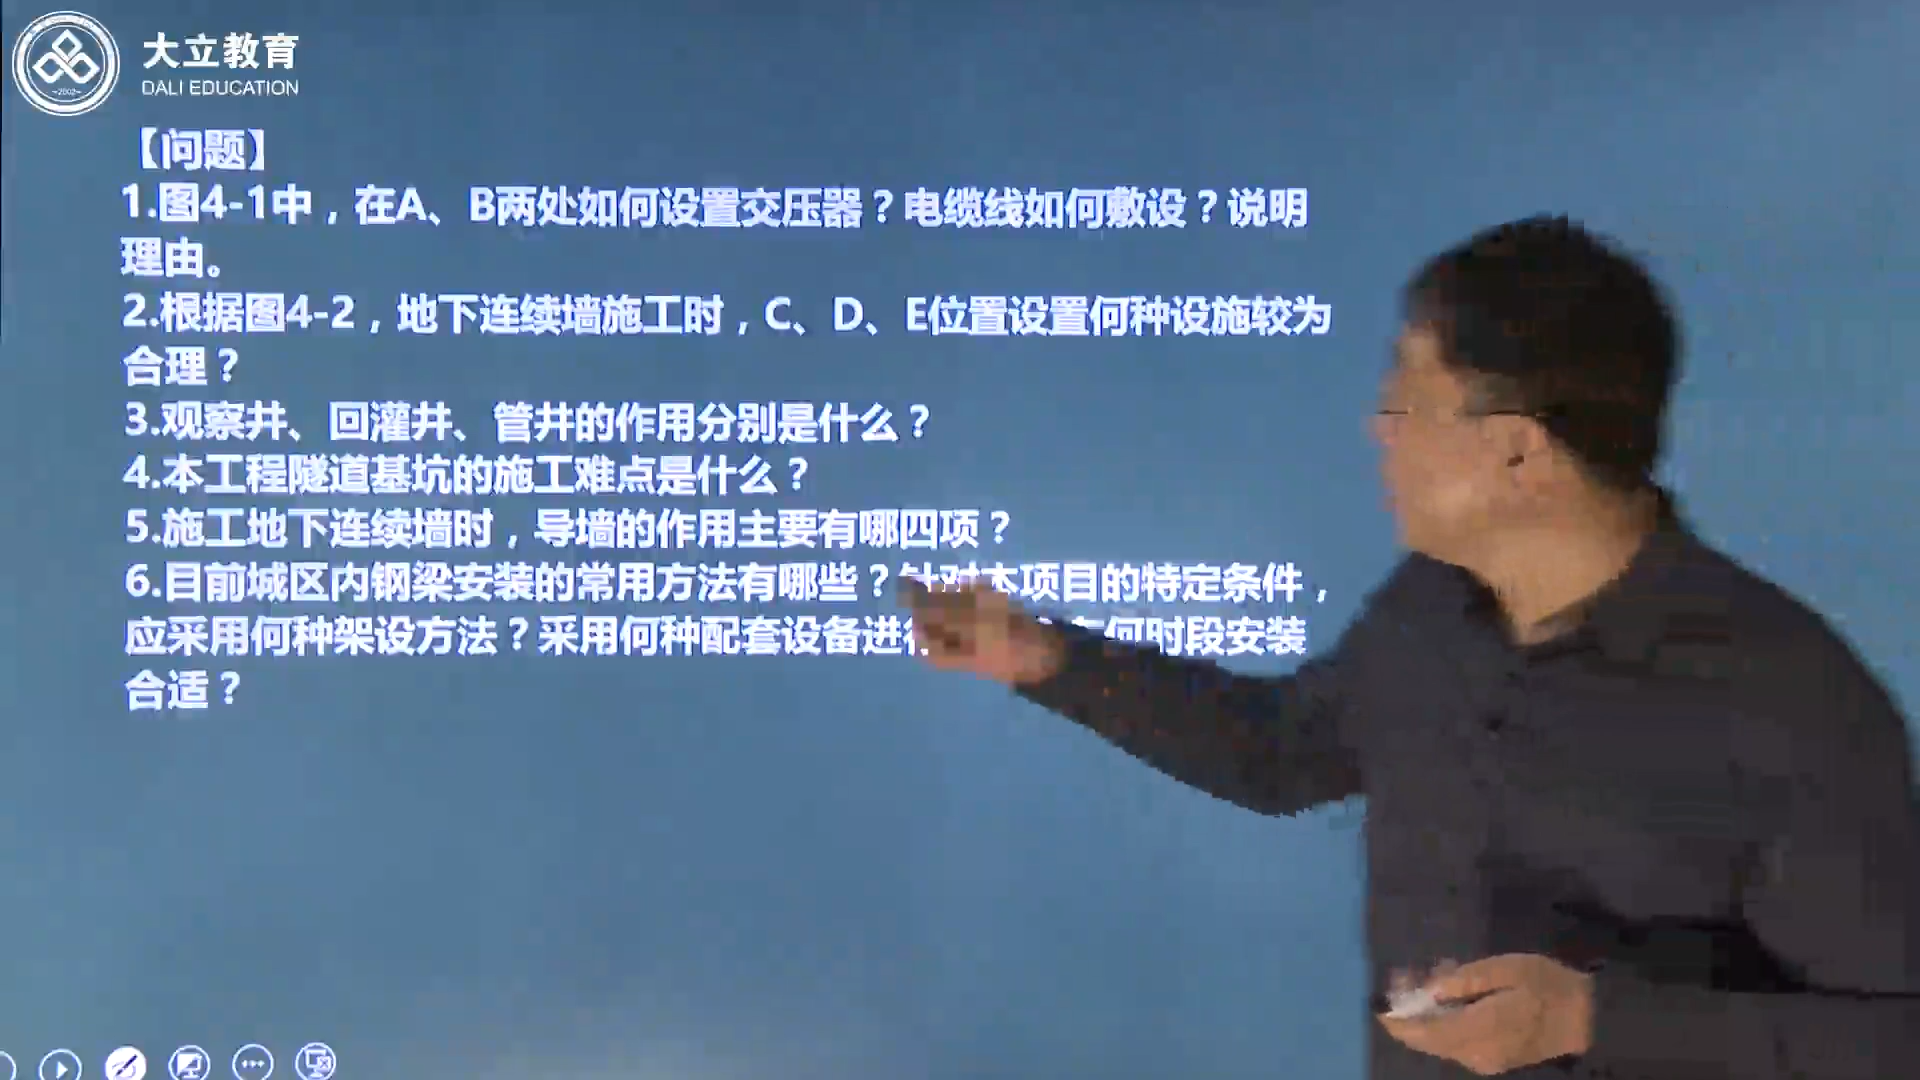 大立教育
DALI EDUCATION
~2002~
【问题】
1.图4-1中，在A、B两处如何设置交压器？电缆线如何敷设？说明
理由。
2.根据图4-2，地下连续墙施工时，C、D、E位置设置何种设施较为
合理？
3.观察井、回灌井、管井的作用分别是什么？
4.本工程隧道基坑的施工难点是什么？
5.施工地下连续墙时，导墙的作用主要有哪四项？
6.目前城区内钢梁安装的常用方法有哪些？针对本项目的特定条件，
应采用何种架设方法？采用何种配套设备进 何时段安装
合适？